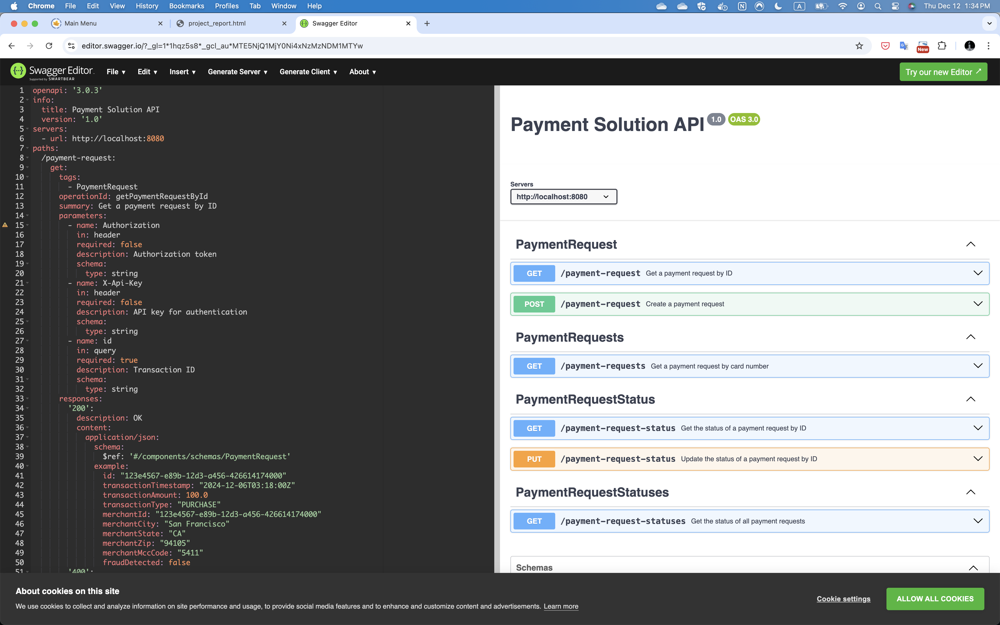 Chrome File Edit View History Bookmarks Profiles Tab Window Help
A Thu Dec 12 1:34 PM
Main Menu
project_report.html
Swagger Editor
editor.swagger.io/?_gl=1*1hqz5s8*_gcl_au*MTE5NjQ1MjY0Ni4xNzMzNDM1MTYw
New
Swagger Editor
Supported by SMARTBEAR
File ▾ Edit ▾ Insert ▾ Generate Server ▾ Generate Client ▾ About ▾
Try our new Editor ↗
1 openapi: '3.0.3'
2 info:
3 title: Payment Solution API
4 version: '1.0'
5 servers:
6 - url: http://localhost:8080
7 paths:
8 /payment-request:
9 get:
10 tags:
11 - PaymentRequest
12 operationId: getPaymentRequestById
13 summary: Get a payment request by ID
14 parameters:
15 - name: Authorization
16 in: header
17 required: false
18 description: Authorization token
19 schema:
20 type: string
21 - name: X-Api-Key
22 in: header
23 required: false
24 description: API key for authentication
25 schema:
26 type: string
27 - name: id
28 in: query
29 required: true
30 description: Transaction ID
31 schema:
32 type: string
33 responses:
34 '200':
35 description: OK
36 content:
37 application/json:
38 schema:
39 $ref: '#/components/schemas/PaymentRequest'
40 example:
41 id: "123e4567-e89b-12d3-a456-426614174000"
42 transactionTimestamp: "2024-12-06T03:18:00Z"
43 transactionAmount: 100.0
44 transactionType: "PURCHASE"
45 merchantId: "123e4567-e89b-12d3-a456-426614174000"
46 merchantCity: "San Francisco"
47 merchantState: "CA"
48 merchantZip: "94105"
49 merchantMccCode: "5411"
50 fraudDetected: false
51 '400':
Payment Solution API 1.0 OAS 3.0
Servers
http://localhost:8080
PaymentRequest
GET /payment-request Get a payment request by ID
POST /payment-request Create a payment request
PaymentRequests
GET /payment-requests Get a payment request by card number
PaymentRequestStatus
GET /payment-request-status Get the status of a payment request by ID
PUT /payment-request-status Update the status of a payment request by ID
PaymentRequestStatuses
GET /payment-request-statuses Get the status of all payment requests
Schemas
About cookies on this site
We use cookies to collect and analyze information on site performance and usage, to provide social media features and to enhance and customize content and advertisements. Learn more
Cookie settings
ALLOW ALL COOKIES